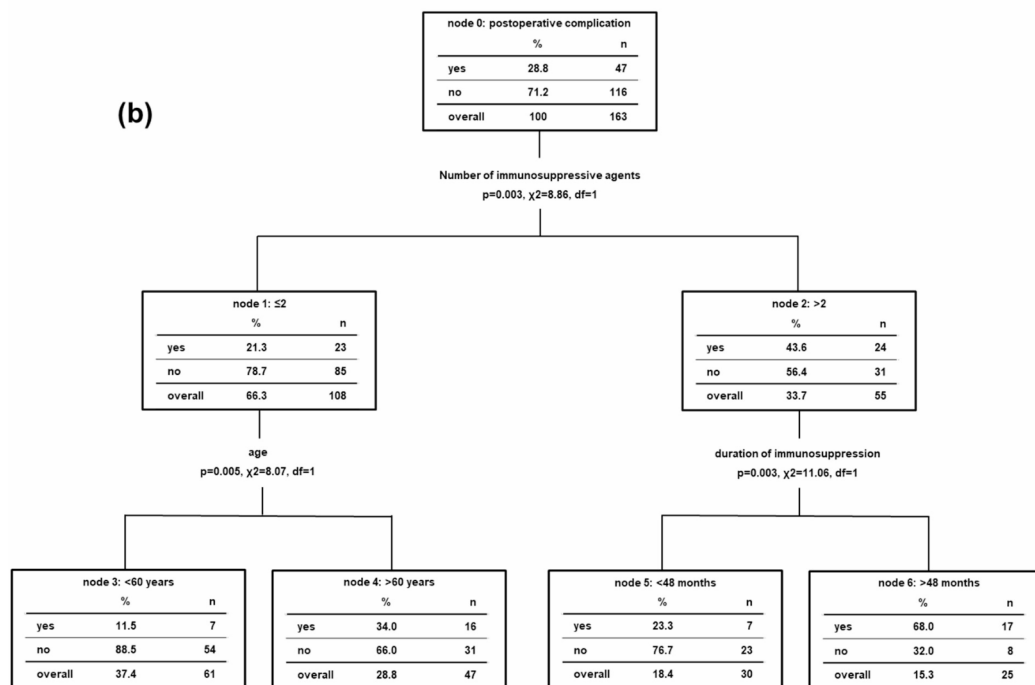 node 0: postoperative complication
% n
yes 28.8 47
no 71.2 116
overall 100 163
(b)
Number of immunosuppressive agents
p=0.003, χ2=8.86, df=1
node 1: ≤2
% n
yes 21.3 23
no 78.7 85
overall 66.3 108
node 2: >2
% n
yes 43.6 24
no 56.4 31
overall 33.7 55
age
p=0.005, χ2=8.07, df=1
duration of immunosuppression
p=0.003, χ2=11.06, df=1
node 3: <60 years
% n
yes 11.5 7
no 88.5 54
overall 37.4 61
node 4: >60 years
% n
yes 34.0 16
no 66.0 31
overall 28.8 47
node 5: <48 months
% n
yes 23.3 7
no 76.7 23
overall 18.4 30
node 6: >48 months
% n
yes 68.0 17
no 32.0 8
overall 15.3 25